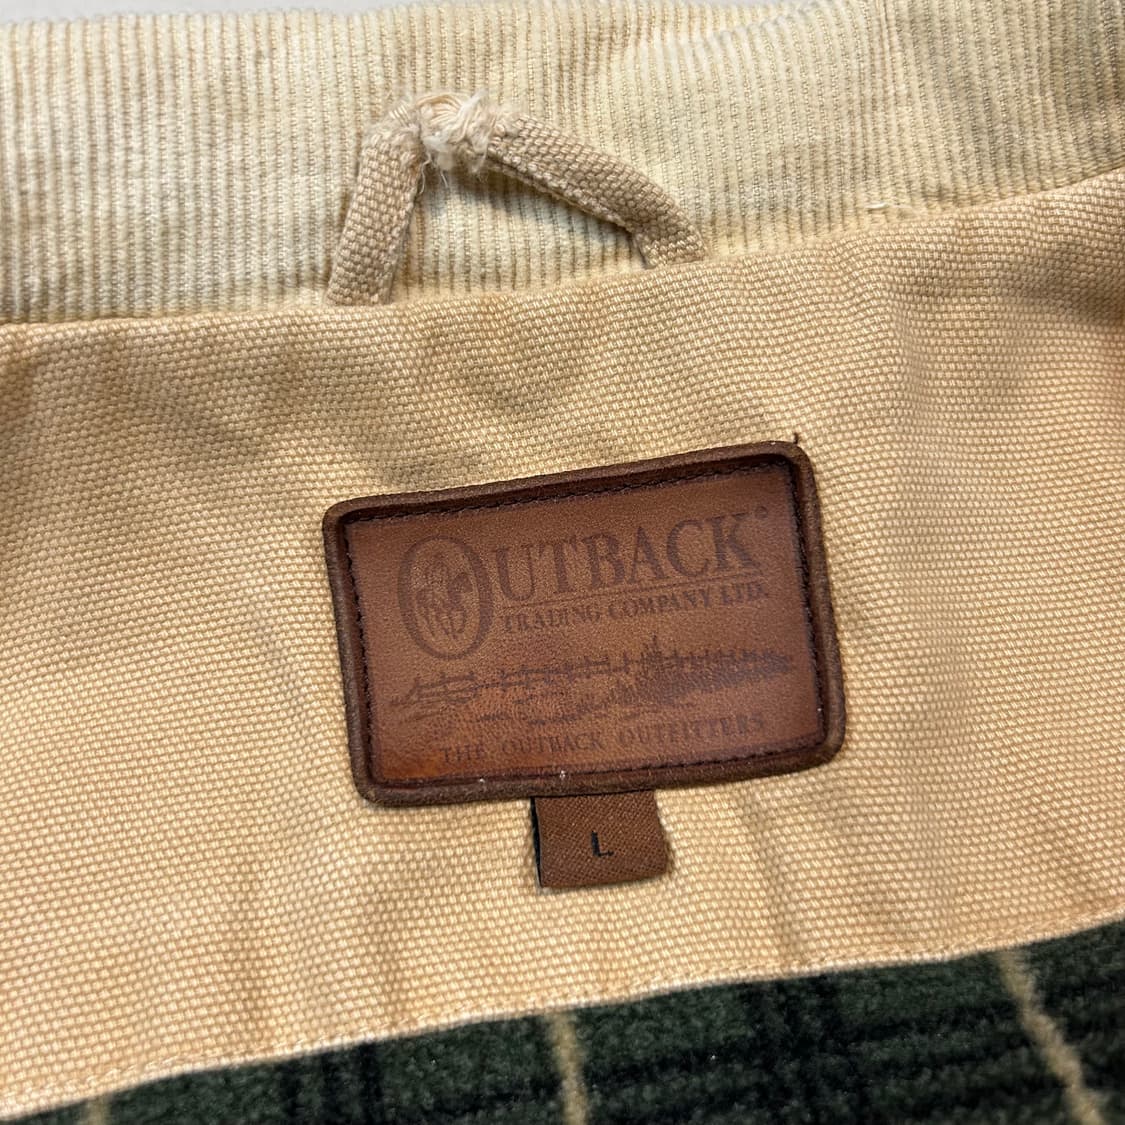 OUTBACK®
TRADING COMPANY LTD.
THE OUTBACK OUTFITTERS
L